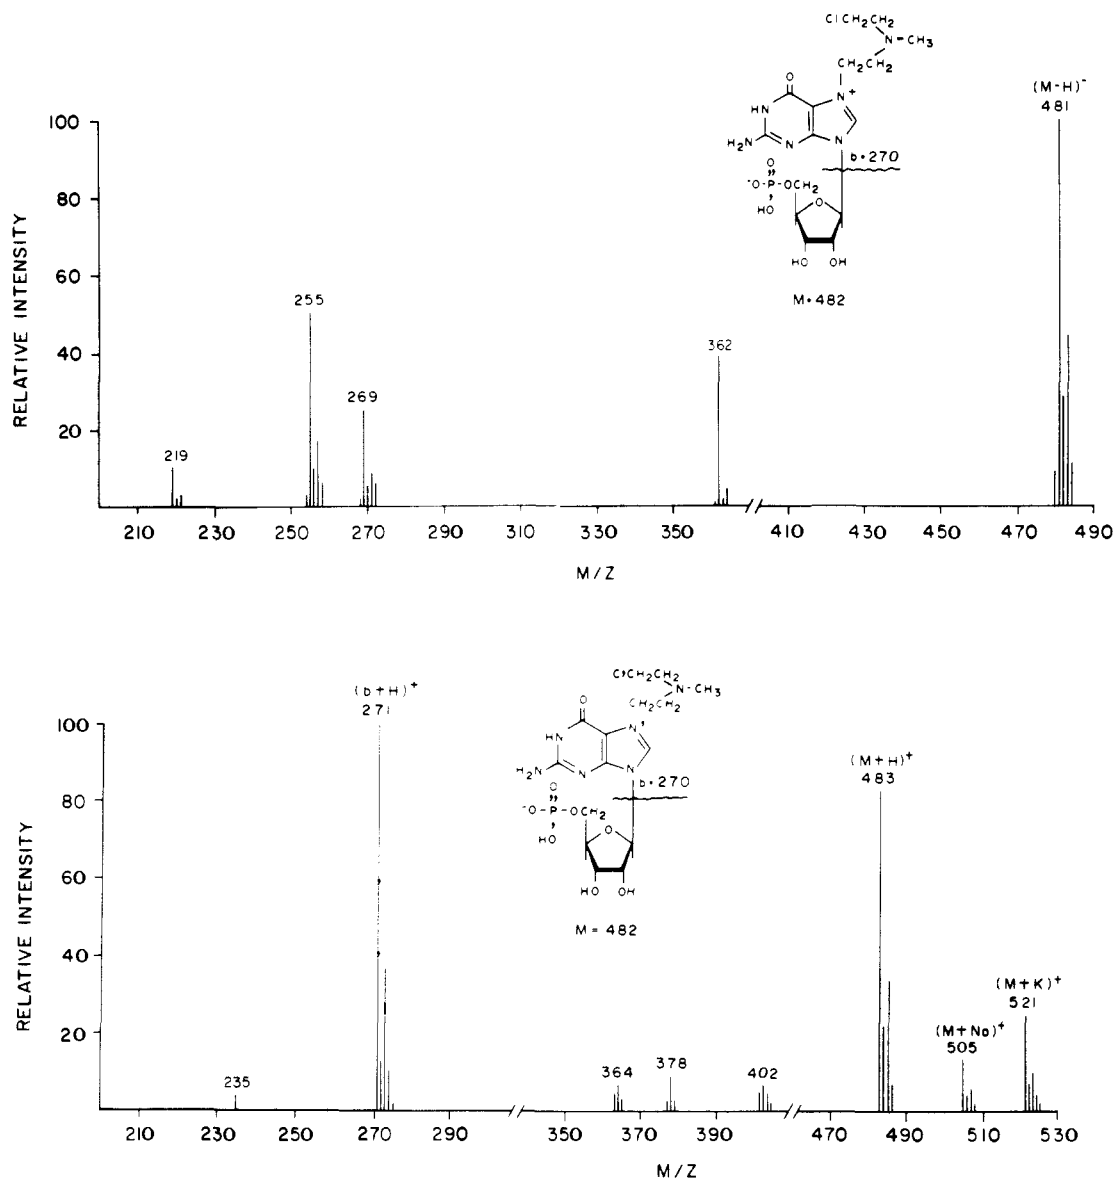 ClCH2CH2
N-CH3
CH2CH2
O
N+
HN
H2N N N
b=270
O
-O-P-OCH2
HO
O
HO OH
M=482
(M-H)-
481
100
80
60
40
20
RELATIVE INTENSITY
219
255
269
362
210 230 250 270 290 310 330 350 410 430 450 470 490
M/Z
CH2CH2
N-CH3
CH2CH2
O
N
HN
H2N N N
b=270
O
-O-P-OCH2
HO
O
HO OH
M = 482
(b+H)+
271
(M+H)+
483
(M+K)+
521
(M+Na)+
505
100
80
60
40
20
RELATIVE INTENSITY
235
364
378
402
210 230 250 270 290 350 370 390 470 490 510 530
M/Z